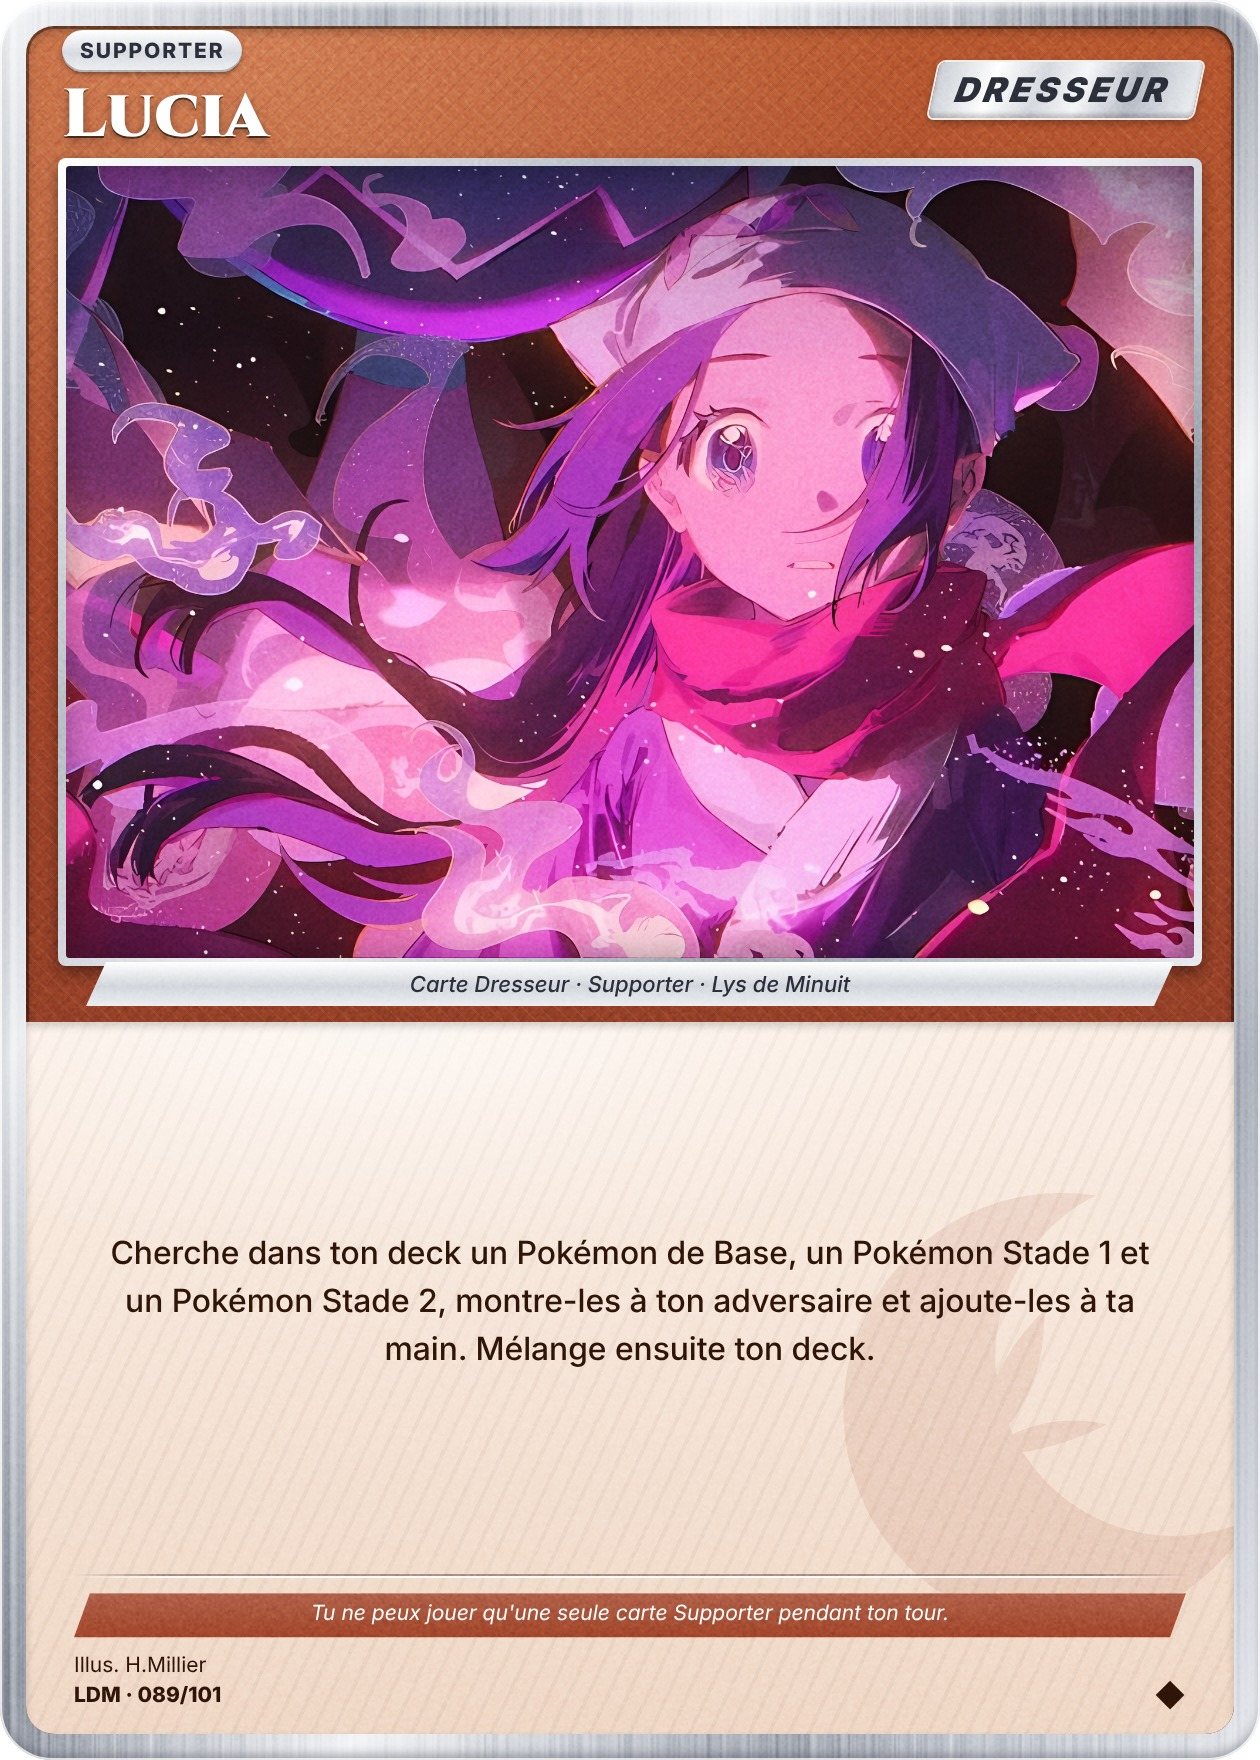 SUPPORTER
LUCIA
DRESSEUR
Carte Dresseur · Supporter · Lys de Minuit
Cherche dans ton deck un Pokémon de Base, un Pokémon Stade 1 et
un Pokémon Stade 2, montre-les à ton adversaire et ajoute-les à ta
main. Mélange ensuite ton deck.
Tu ne peux jouer qu'une seule carte Supporter pendant ton tour.
Illus. H.Millier
LDM · 089/101